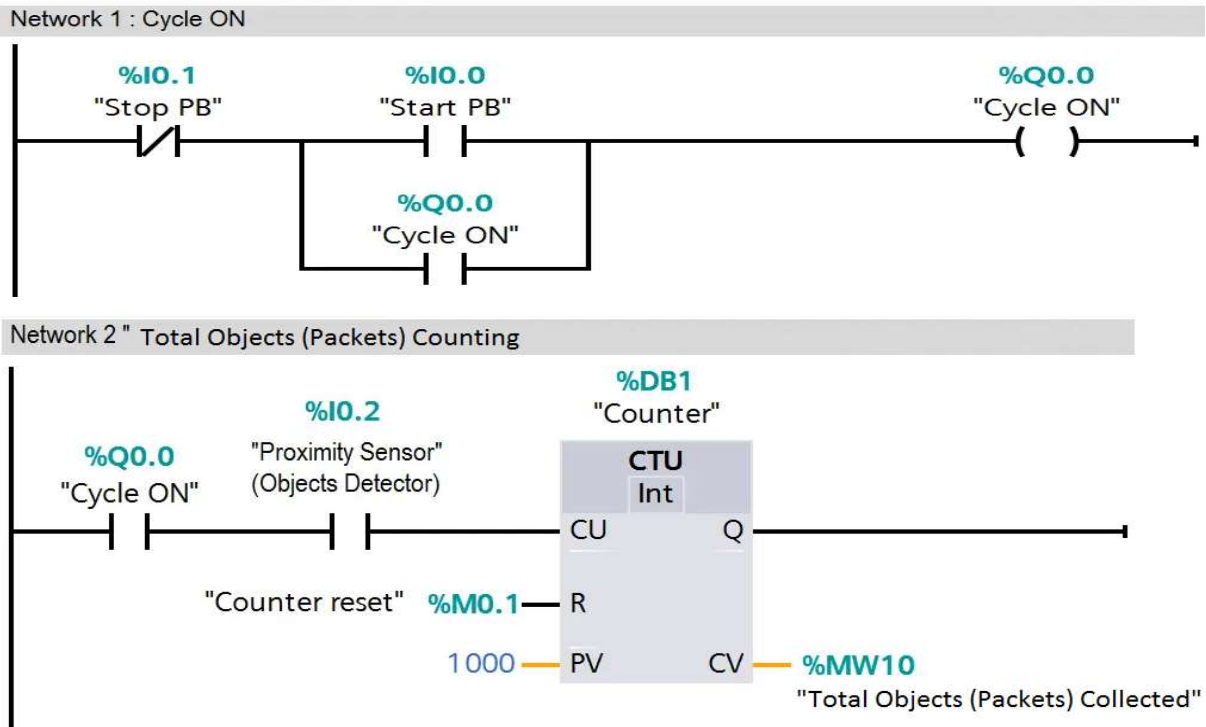 Network 1 : Cycle ON
%I0.1
"Stop PB"
%I0.0
"Start PB"
%Q0.0
"Cycle ON"
%Q0.0
"Cycle ON"
Network 2 " Total Objects (Packets) Counting
%DB1
"Counter"
%Q0.0
"Cycle ON"
%I0.2
"Proximity Sensor"
(Objects Detector)
CTU
Int
CU Q
"Counter reset" %M0.1 R
1000 PV CV %MW10
"Total Objects (Packets) Collected"